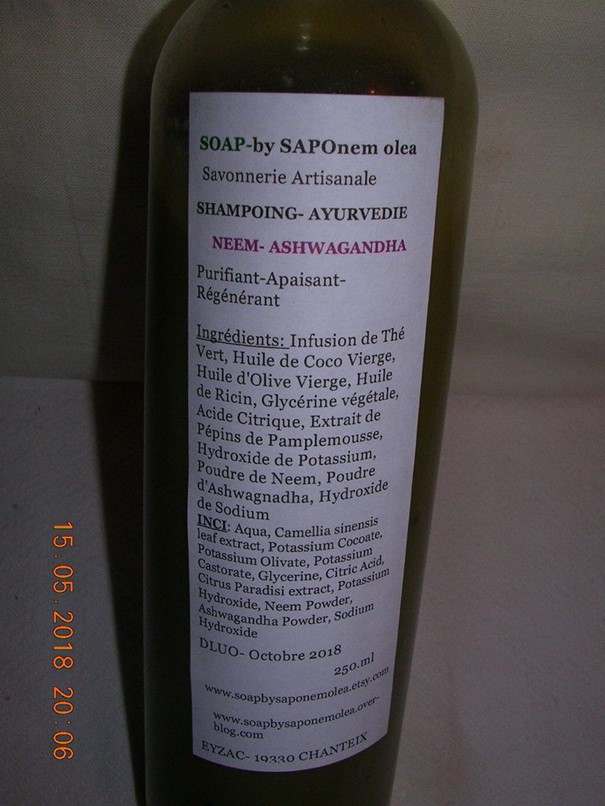 SOAP-by SAPOnem olea
Savonnerie Artisanale
SHAMPOING- AYURVEDIE
NEEM- ASHWAGANDHA
Purifiant-Apaisant-
Régénérant
Ingrédients: Infusion de Thé
Vert, Huile de Coco Vierge,
Huile d'Olive Vierge, Huile
de Ricin, Glycérine végétale,
Acide Citrique, Extrait de
Pépins de Pamplemousse,
Hydroxide de Potassium,
Poudre de Neem, Poudre
d'Ashwagnadha, Hydroxide
de Sodium
INCI: Aqua, Camellia sinensis
leaf extract, Potassium Cocoate,
Potassium Olivate, Potassium
Castorate, Glycerine, Citric Acid,
Citrus Paradisi extract, Potassium
Hydroxide, Neem Powder,
Ashwagandha Powder, Sodium
Hydroxide
DLUO- Octobre 2018
250.ml
www.soapbysaponemolea.etsy.com
www.soapbysaponemolea.over-
blog.com
EYZAC- 19330 CHANTEIX
15.05.2018 20:06